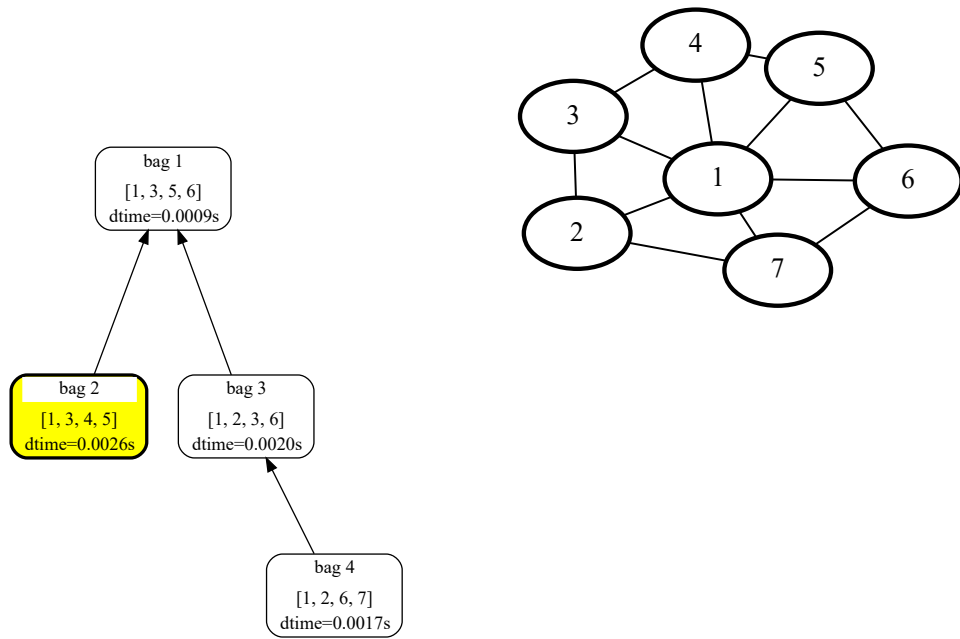 bag 1
[1, 3, 5, 6]
dtime=0.0009s
bag 2
[1, 3, 4, 5]
dtime=0.0026s
bag 3
[1, 2, 3, 6]
dtime=0.0020s
bag 4
[1, 2, 6, 7]
dtime=0.0017s
4
5
3
1
6
2
7